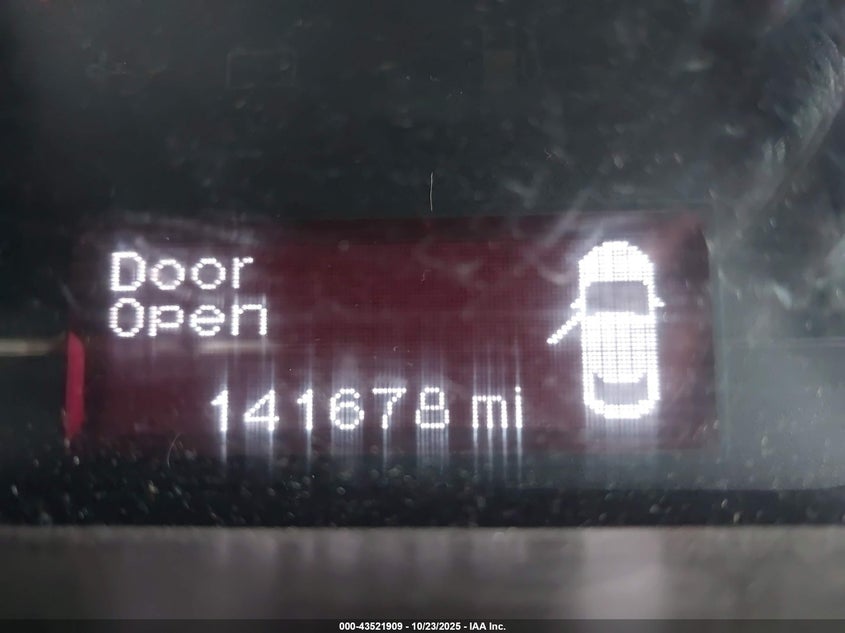 Door
Open
141678 mi
000-43521909 - 10/23/2025 - IAA Inc.